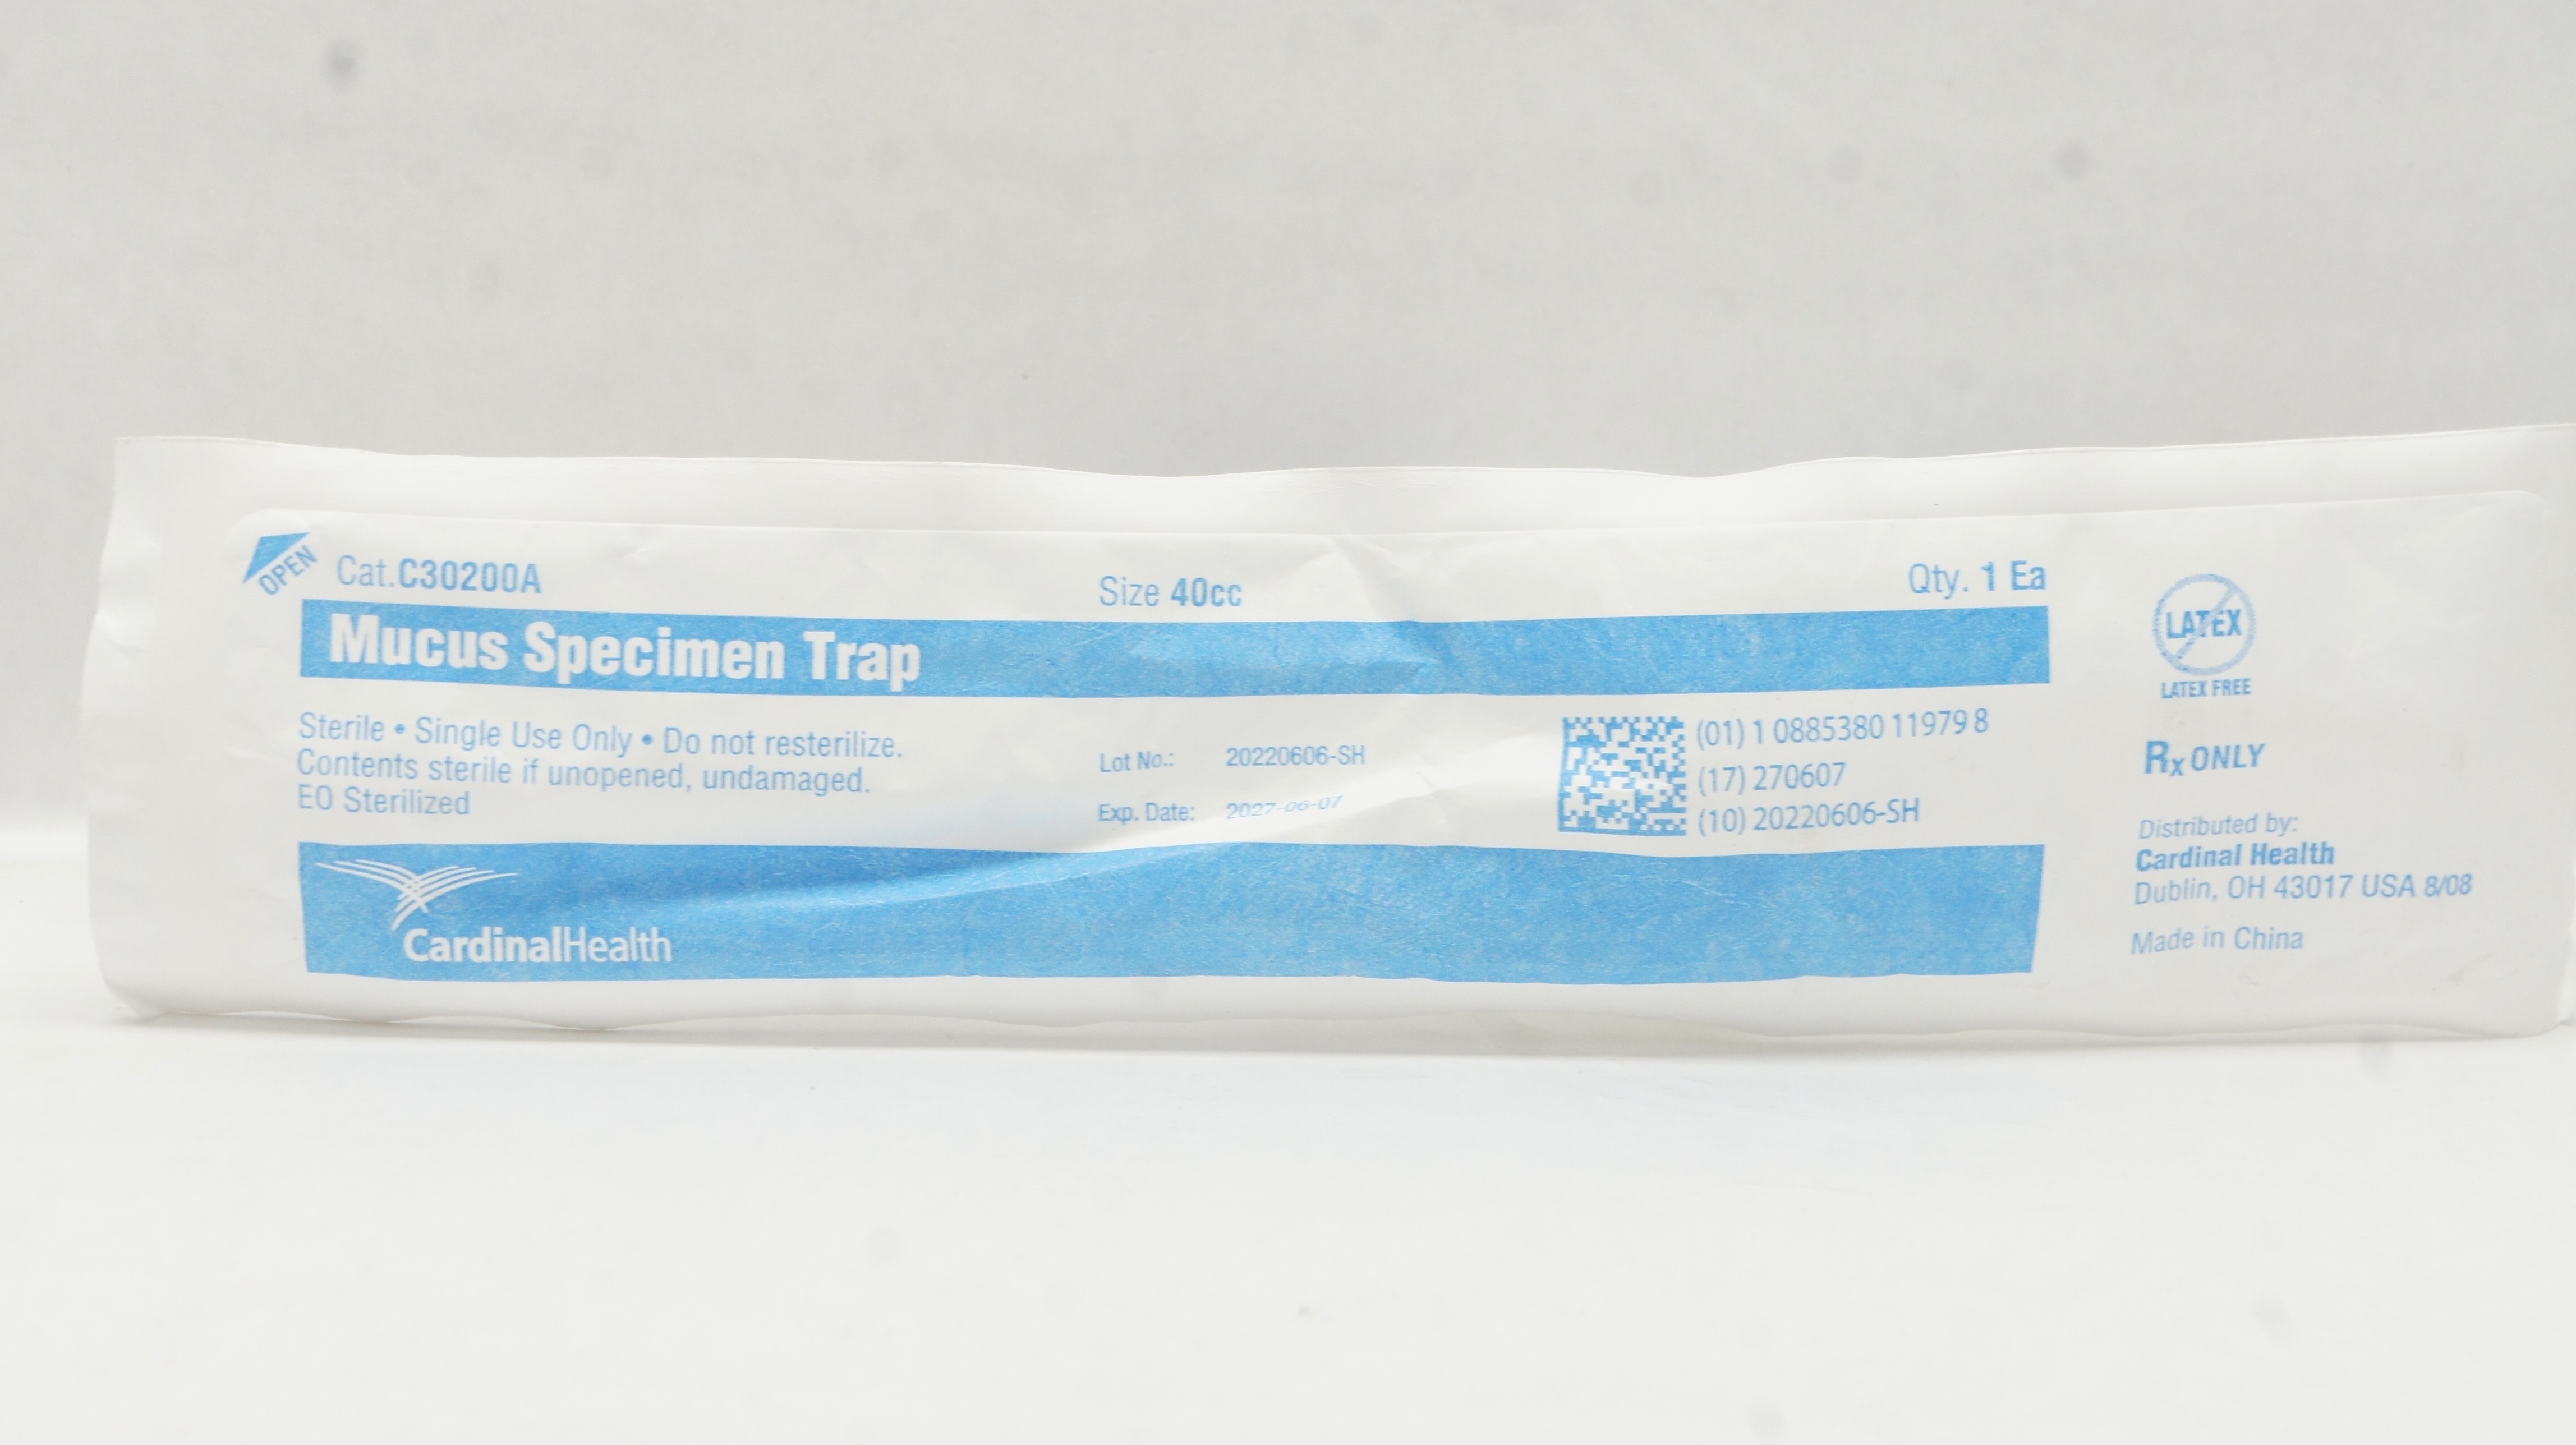 OPEN
Cat.C30200A
Size 40cc
Qty. 1 Ea
Mucus Specimen Trap
Sterile • Single Use Only • Do not resterilize.
Contents sterile if unopened, undamaged.
EO Sterilized
Lot No.: 20220606-SH
Exp. Date: 2027-06-07
(01) 1 0885380 11979 8
(17) 270607
(10) 20220606-SH
CardinalHealth
LATEX
LATEX FREE
Rx ONLY
Distributed by:
Cardinal Health
Dublin, OH 43017 USA 8/08
Made in China